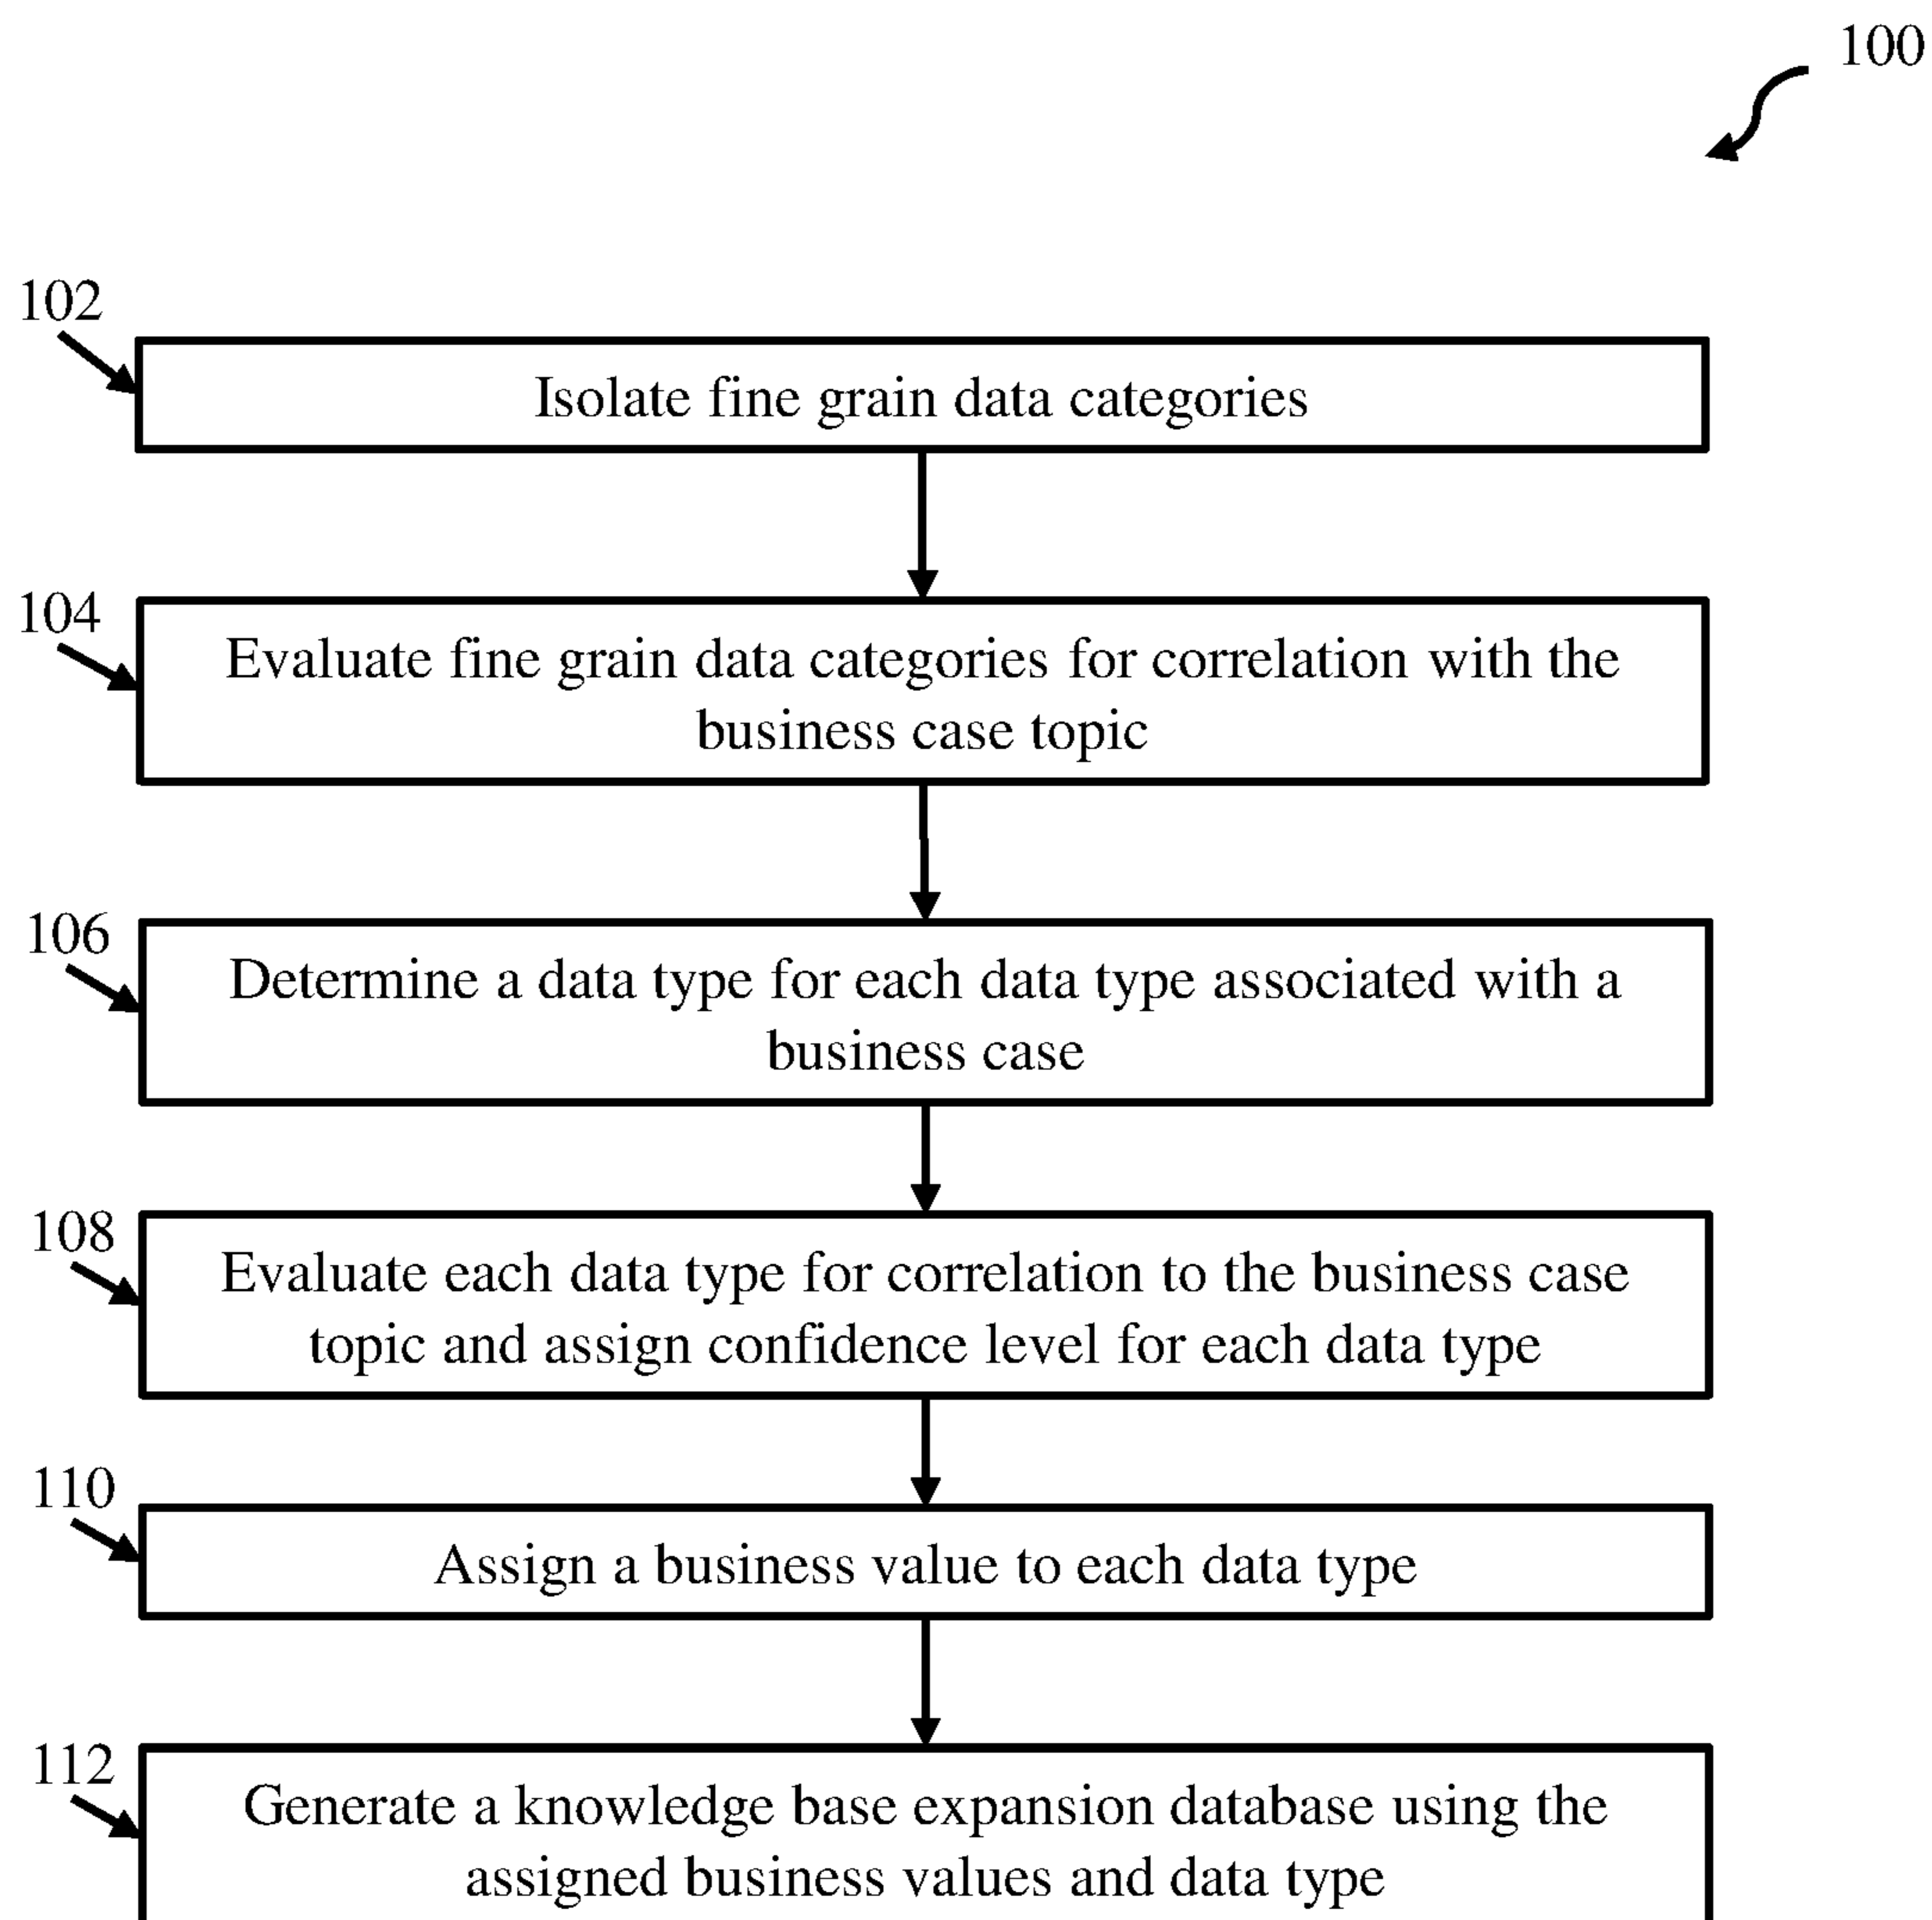 100
102
Isolate fine grain data categories
104
Evaluate fine grain data categories for correlation with the
business case topic
106
Determine a data type for each data type associated with a
business case
108
Evaluate each data type for correlation to the business case
topic and assign confidence level for each data type
110
Assign a business value to each data type
112
Generate a knowledge base expansion database using the
assigned business values and data type